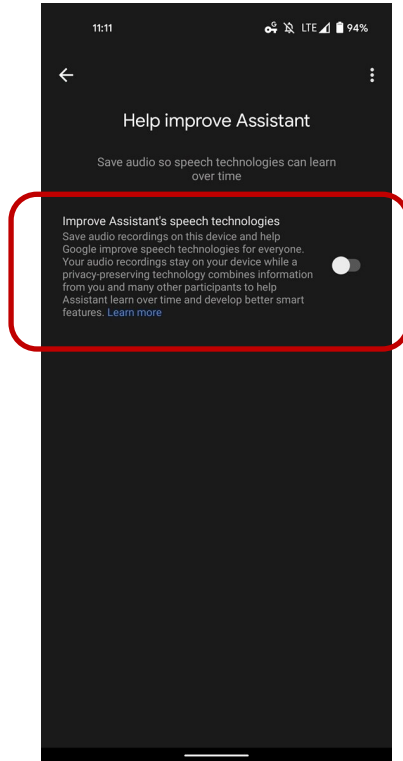 11:11 LTE 94%
Help improve Assistant
Save audio so speech technologies can learn
over time
Improve Assistant's speech technologies
Save audio recordings on this device and help
Google improve speech technologies for everyone.
Your audio recordings stay on your device while a
privacy-preserving technology combines information
from you and many other participants to help
Assistant learn over time and develop better smart
features. Learn more